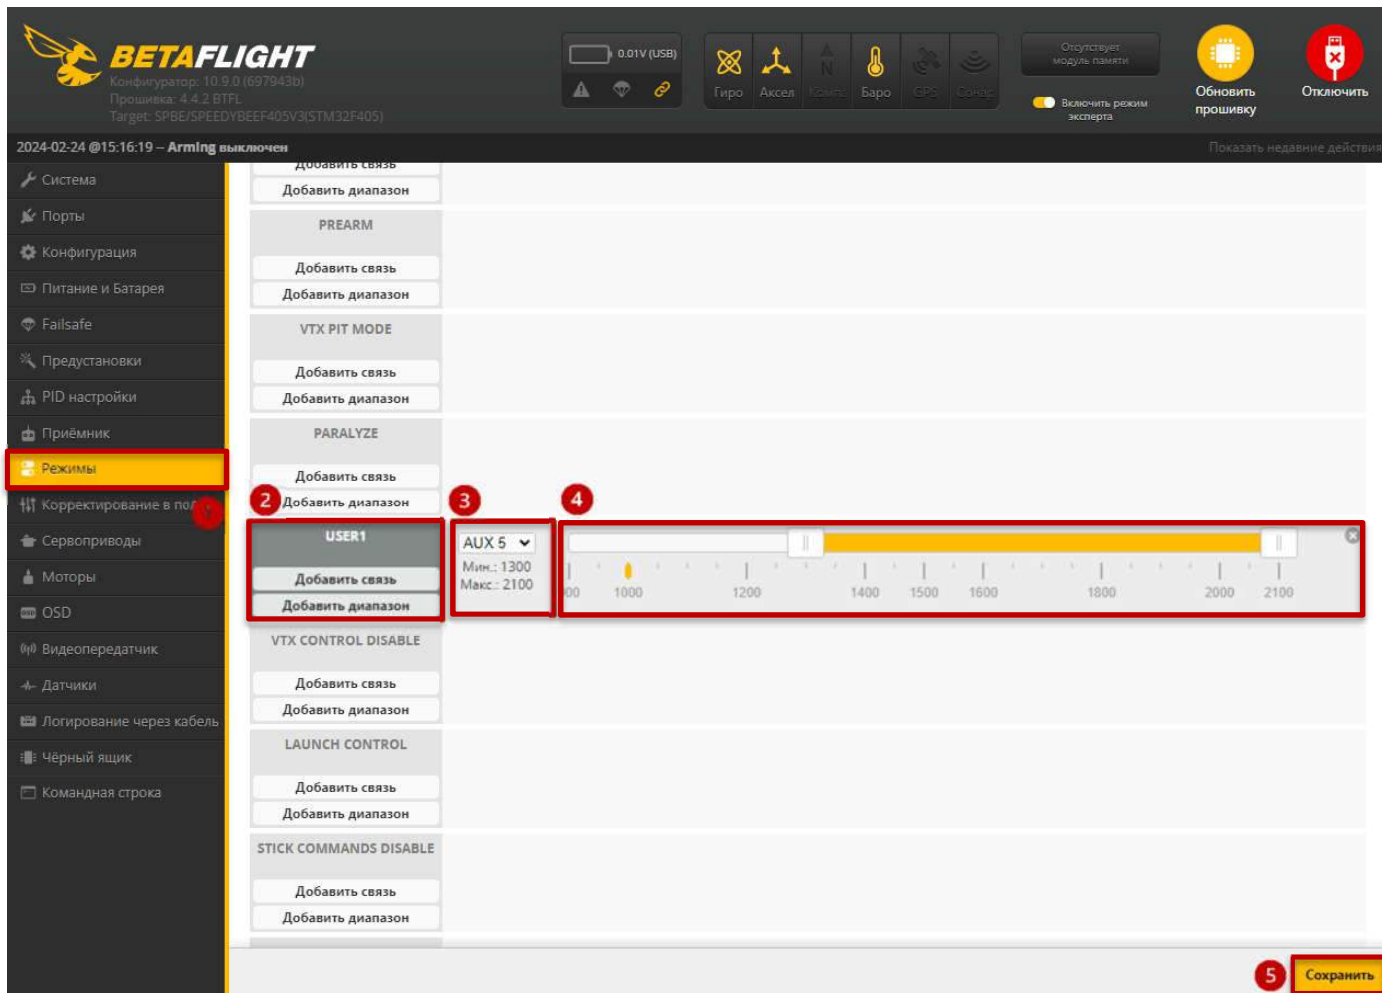 BETAFLIGHT
Конфигуратор: 10.9.0 (697943b)
Прошивка: 4.4.2 BTFL
Target: SPBE/SPEEDYBEEF405V3(STM32F405)
0.01V (USB)
Гиро
Аксел
Баро
GPS
Сонар
Отсутствует
модуль памяти
Включить режим
эксперта
Обновить
прошивку
Отключить
2024-02-24 @15:16:19 – Arming выключен
Показать недавние действия
Система
Порты
Конфигурация
Питание и Батарея
Failsafe
Предустановки
PID настройки
Приёмник
Режимы
Корректирование в
Сервоприводы
Моторы
OSD
Видеопередатчик
Датчики
Логирование через кабель
Чёрный ящик
Командная строка
Добавить связь
Добавить диапазон
PREARM
Добавить связь
Добавить диапазон
VTX PIT MODE
Добавить связь
Добавить диапазон
PARALYZE
Добавить связь
Добавить диапазон
2
3
4
USER1
Добавить связь
Добавить диапазон
AUX 5
Мин.: 1300
Макс.: 2100
1000 1200 1400 1500 1600 1800 2000 2100
VTX CONTROL DISABLE
Добавить связь
Добавить диапазон
LAUNCH CONTROL
Добавить связь
Добавить диапазон
STICK COMMANDS DISABLE
Добавить связь
Добавить диапазон
5
Сохранить